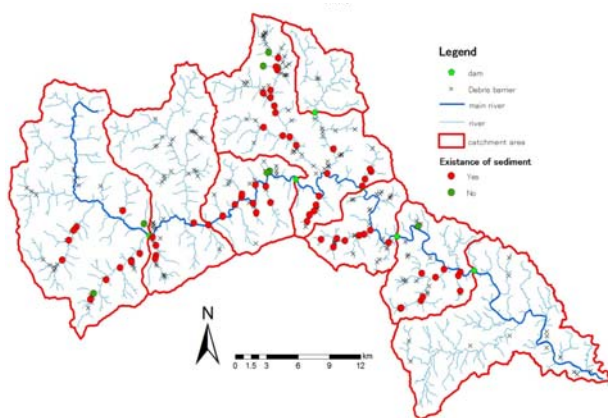 Legend
dam
Debris barrier
main river
river
catchment area
Existance of sediment
Yes
No
N
km
0 1.5 3 6 9 12